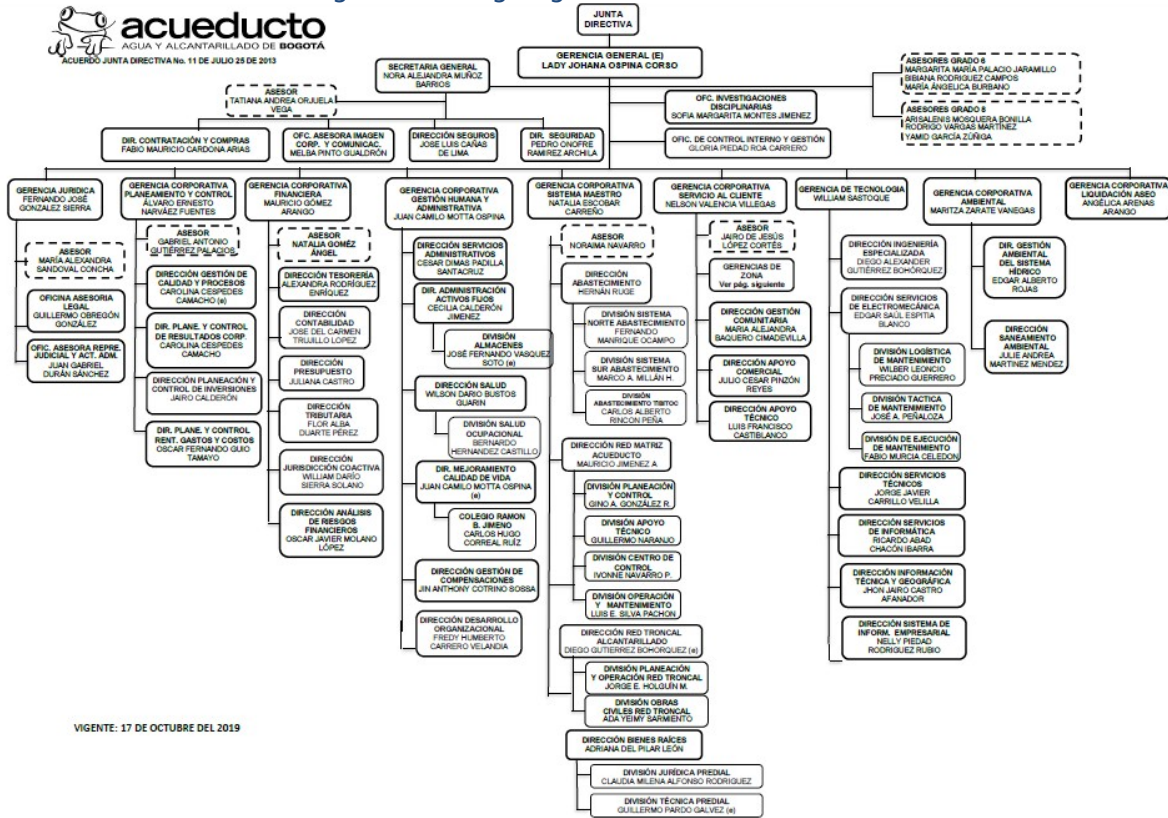 acueducto
AGUA Y ALCANTARILLADO DE BOGOTÁ
ACUERDO JUNTA DIRECTIVA No. 11 DE JULIO 25 DE 2013
JUNTA
DIRECTIVA
GERENCIA GENERAL (E)
LADY JOHANA OSPINA CORSO
SECRETARIA GENERAL
NORA ALEJANDRA MUÑOZ
BARRIOS
ASESORES GRADO 6
MARGARITA MARÍA PALACIO JARAMILLO
BIBIANA RODRIGUEZ CAMPOS
MARÍA ÁNGELICA BURBANO
ASESOR
TATIANA ANDREA ORJUELA
VEGA
OFC. INVESTIGACIONES
DISCIPLINARIAS
SOFIA MARGARITA MONTES JIMENEZ
ASESORES GRADO 8
ARISALENIS MOSQUERA BONILLA
RODRIGO VARGAS MARTÍNEZ
YAMID GARCÍA ZÚÑIGA
DIR. CONTRATACIÓN Y COMPRAS
FABIO MAURICIO CARDONA ARIAS
OFC. ASESORA IMAGEN
CORP. Y COMUNICAC.
MELBA PINTO GUALDRÓN
DIRECCIÓN SEGUROS
JOSE LUIS CAÑAS
DE LIMA
DIR. SEGURIDAD
PEDRO ONOFRE
RAMIREZ ARCHILA
OFIC. DE CONTROL INTERNO Y GESTIÓN
GLORIA PIEDAD ROA CARRERO
GERENCIA JURIDICA
FERNANDO JOSÉ
GONZALEZ SIERRA
ASESOR
MARÍA ALEXANDRA
SANDOVAL CONCHA
OFICINA ASESORIA
LEGAL
GUILLERMO OBREGÓN
GONZÁLEZ
OFIC. ASESORA REPRE.
JUDICIAL Y ACT. ADM.
JUAN GABRIEL
DURÁN SÁNCHEZ
GERENCIA CORPORATIVA
PLANEAMIENTO Y CONTROL
ÁLVARO ERNESTO
NARVÁEZ FUENTES
ASESOR
GABRIEL ANTONIO
GUTIÉRREZ PALACIOS
DIRECCIÓN GESTIÓN DE
CALIDAD Y PROCESOS
CAROLINA CESPEDES
CAMACHO (e)
DIR. PLANE. Y CONTROL
DE RESULTADOS CORP.
CAROLINA CESPEDES
CAMACHO
DIRECCIÓN PLANEACIÓN Y
CONTROL DE INVERSIONES
JAIRO CALDERÓN
DIR. PLANE. Y CONTROL
RENT. GASTOS Y COSTOS
OSCAR FERNANDO GUIO
TAMAYO
GERENCIA CORPORATIVA
FINANCIERA
MAURICIO GÓMEZ
ARANGO
ASESOR
NATALIA GOMÉZ
ÁNGEL
DIRECCIÓN TESORERÍA
ALEXANDRA RODRÍGUEZ
ENRÍQUEZ
DIRECCIÓN
CONTABILIDAD
JOSE DEL CARMEN
TRUJILLO LOPEZ
DIRECCIÓN
PRESUPUESTO
JULIANA CASTRO
DIRECCIÓN
TRIBUTARIA
FLOR ALBA
DUARTE PÉREZ
DIRECCIÓN
JURISDICCIÓN COACTIVA
WILLIAM DARÍO
SIERRA SOLANO
DIRECCIÓN ANÁLISIS
DE RIESGOS
FINANCIEROS
OSCAR JAVIER MOLANO
LÓPEZ
GERENCIA CORPORATIVA
GESTIÓN HUMANA Y
ADMINISTRATIVA
JUAN CAMILO MOTTA OSPINA
DIRECCIÓN SERVICIOS
ADMINISTRATIVOS
CESAR DIMAS PADILLA
SANTACRUZ
DIR. ADMINISTRACIÓN
ACTIVOS FIJOS
CECILIA CALDERÓN
JIMENEZ
DIVISIÓN
ALMACENES
JOSÉ FERNANDO VASQUEZ
SOTO (e)
DIRECCIÓN SALUD
WILSON DARIO BUSTOS
GUARIN
DIVISIÓN SALUD
OCUPACIONAL
BERNARDO
HERNANDEZ CASTILLO
DIR. MEJORAMIENTO
CALIDAD DE VIDA
JUAN CAMILO MOTTA OSPINA
(e)
COLEGIO RAMON
B. JIMENO
CARLOS HUGO
CORREAL RUÍZ
DIRECCIÓN GESTIÓN DE
COMPENSACIONES
JIN ANTHONY COTRINO SOSSA
DIRECCIÓN DESARROLLO
ORGANIZACIONAL
FREDY HUMBERTO
CARRERO VELANDIA
GERENCIA CORPORATIVA
SISTEMA MAESTRO
NATALIA ESCOBAR
CARREÑO
ASESOR
NORAIMA NAVARRO
DIRECCIÓN
ABASTECIMIENTO
HERNÁN RUGE
DIVISIÓN SISTEMA
NORTE ABASTECIMIENTO
FERNANDO
MANRIQUE OCAMPO
DIVISIÓN SISTEMA
SUR ABASTECIMIENTO
MARCO A. MILLÁN H.
DIVISIÓN
ABASTECIMIENTO TIBITOC
CARLOS ALBERTO
RINCON PEÑA
DIRECCIÓN RED MATRIZ
ACUEDUCTO
MAURICIO JIMENEZ A
DIVISIÓN PLANEACIÓN
Y CONTROL
GINO A. GONZÁLEZ R.
DIVISIÓN APOYO
TÉCNICO
GUILLERMO NARANJO
DIVISIÓN CENTRO DE
CONTROL
IVONNE NAVARRO P.
DIVISIÓN OPERACIÓN
Y MANTENIMIENTO
LUIS E. SILVA PACHON
DIRECCIÓN RED TRONCAL
ALCANTARILLADO
DIEGO GUTIERREZ BOHORQUEZ (e)
DIVISIÓN PLANEACIÓN
Y OPERACIÓN RED TRONCAL
JORGE E. HOLGUÍN M.
DIVISIÓN OBRAS
CIVILES RED TRONCAL
ADA YEIMY SARMIENTO
DIRECCIÓN BIENES RAÍCES
ADRIANA DEL PILAR LEÓN
DIVISIÓN JURÍDICA PREDIAL
CLAUDIA MILENA ALFONSO RODRIGUEZ
DIVISIÓN TÉCNICA PREDIAL
GUILLERMO PARDO GALVEZ (e)
GERENCIA CORPORATIVA
SERVICIO AL CLIENTE
NELSON VALENCIA VILLEGAS
ASESOR
JAIRO DE JESÚS
LÓPEZ CORTÉS
GERENCIAS DE
ZONA
Ver pág. siguiente
DIRECCIÓN GESTIÓN
COMUNITARIA
MARIA ALEJANDRA
BAQUERO CIMADEVILLA
DIRECCIÓN APOYO
COMERCIAL
JULIO CESAR PINZÓN
REYES
DIRECCIÓN APOYO
TÉCNICO
LUIS FRANCISCO
CASTIBLANCO
GERENCIA DE TECNOLOGIA
WILLIAM SASTOQUE
DIRECCIÓN INGENIERÍA
ESPECIALIZADA
DIEGO ALEXANDER
GUTIÉRREZ BOHÓRQUEZ
DIRECCIÓN SERVICIOS
DE ELECTROMECÁNICA
EDGAR SAÚL ESPITIA
BLANCO
DIVISIÓN LOGÍSTICA
DE MANTENIMIENTO
WILBER LEONCIO
PRECIADO GUERRERO
DIVISIÓN TACTICA
DE MANTENIMIENTO
JOSÉ A. PEÑALOZA
DIVISIÓN DE EJECUCIÓN
DE MANTENIMIENTO
FABIO MURCIA CELEDON
DIRECCIÓN SERVICIOS
TÉCNICOS
JORGE JAVIER
CARRILLO VELILLA
DIRECCIÓN SERVICIOS
DE INFORMÁTICA
RICARDO ABAD
CHACÓN IBARRA
DIRECCIÓN INFORMACIÓN
TÉCNICA Y GEOGRÁFICA
JHON JAIRO CASTRO
AFANADOR
DIRECCIÓN SISTEMA DE
INFORM. EMPRESARIAL
NELLY PIEDAD
RODRIGUEZ RUBIO
GERENCIA CORPORATIVA
AMBIENTAL
MARITZA ZARATE VANEGAS
DIR. GESTIÓN
AMBIENTAL
DEL SISTEMA
HÍDRICO
EDGAR ALBERTO
ROJAS
DIRECCIÓN
SANEAMIENTO
AMBIENTAL
JULIE ANDREA
MARTINEZ MENDEZ
GERENCIA CORPORATIVA
LIQUIDACIÓN ASEO
ANGÉLICA ARENAS
ARANGO
VIGENTE: 17 DE OCTUBRE DEL 2019